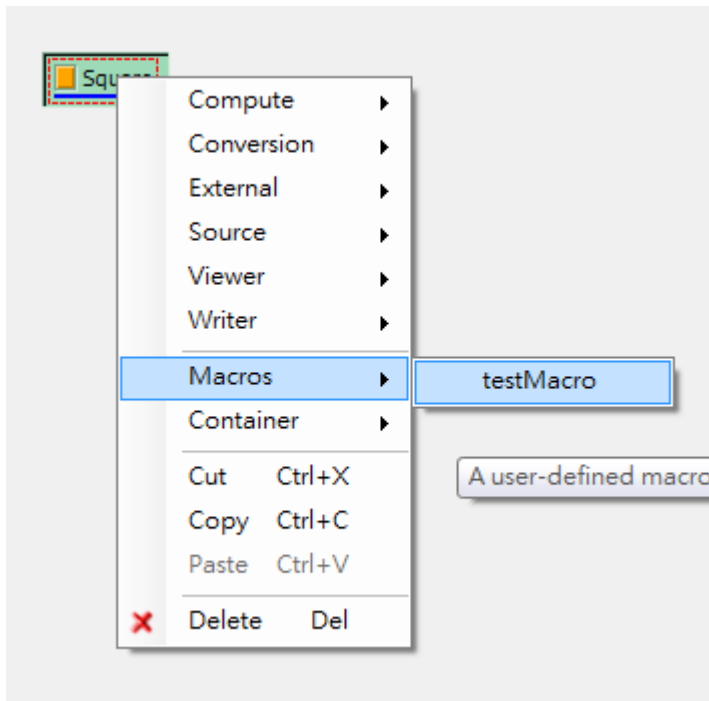 Square
Compute
Conversion
External
Source
Viewer
Writer
Macros
testMacro
Container
Cut Ctrl+X
A user-defined macro
Copy Ctrl+C
Paste Ctrl+V
Delete Del